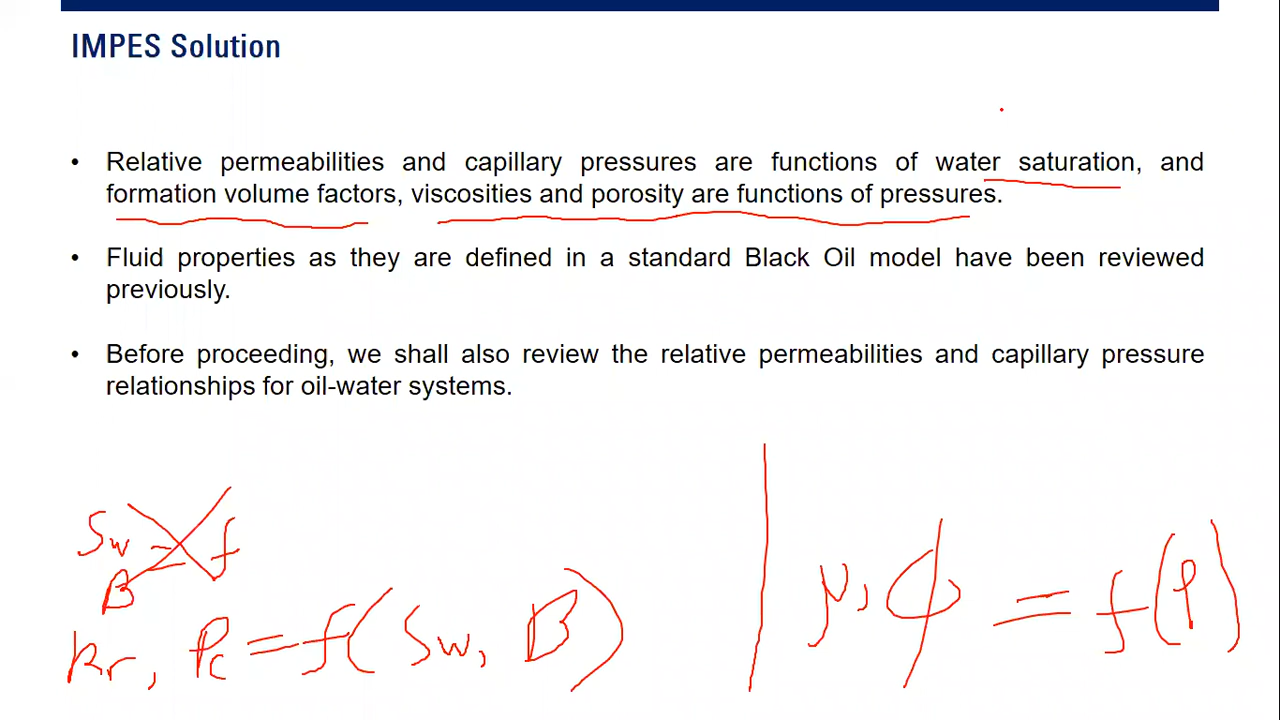 IMPES Solution
• Relative permeabilities and capillary pressures are functions of water saturation, and
formation volume factors, viscosities and porosity are functions of pressures.
• Fluid properties as they are defined in a standard Black Oil model have been reviewed
previously.
• Before proceeding, we shall also review the relative permeabilities and capillary pressure
relationships for oil-water systems.
Sw = f
B
kr, Pc = f(Sw, B)
μ, φ = f(P)